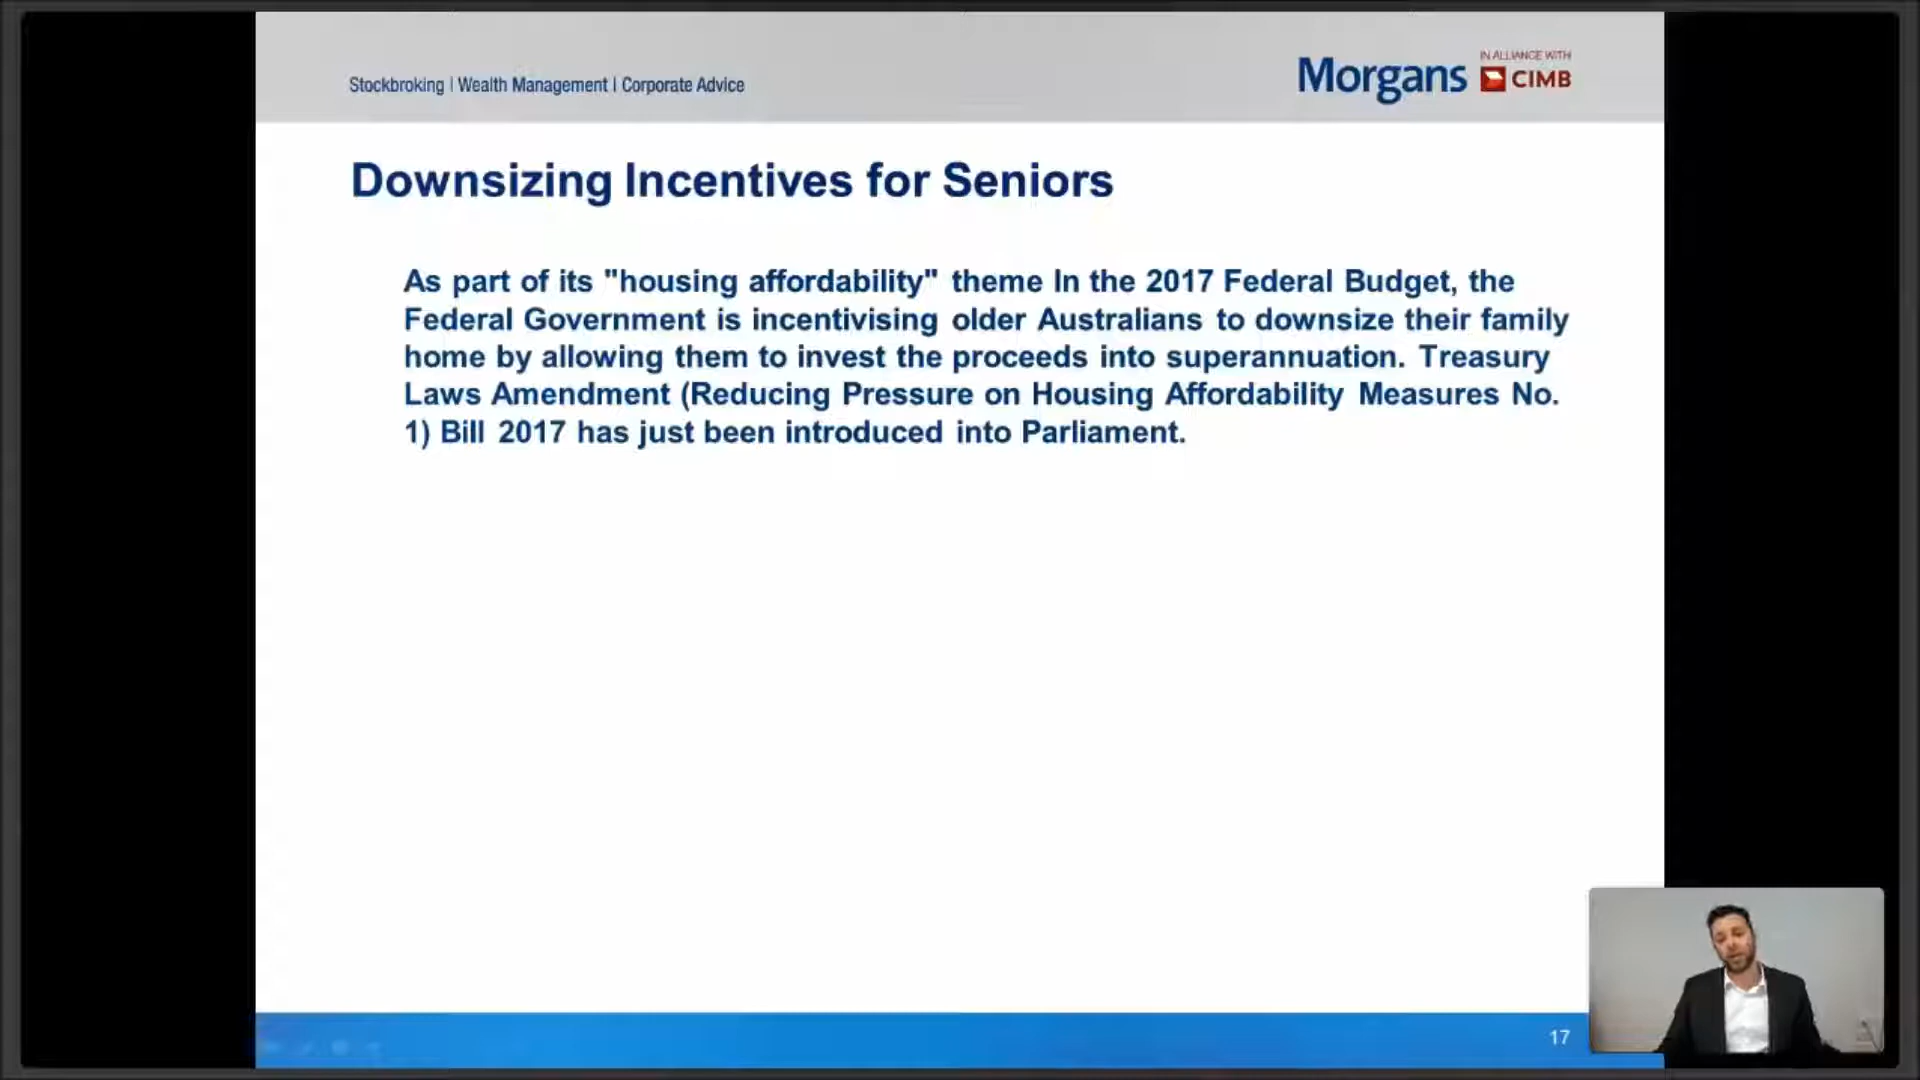 Stockbroking | Wealth Management | Corporate Advice
Morgans
IN ALLIANCE WITH
CIMB
Downsizing Incentives for Seniors
As part of its "housing affordability" theme In the 2017 Federal Budget, the
Federal Government is incentivising older Australians to downsize their family
home by allowing them to invest the proceeds into superannuation. Treasury
Laws Amendment (Reducing Pressure on Housing Affordability Measures No.
1) Bill 2017 has just been introduced into Parliament.
17